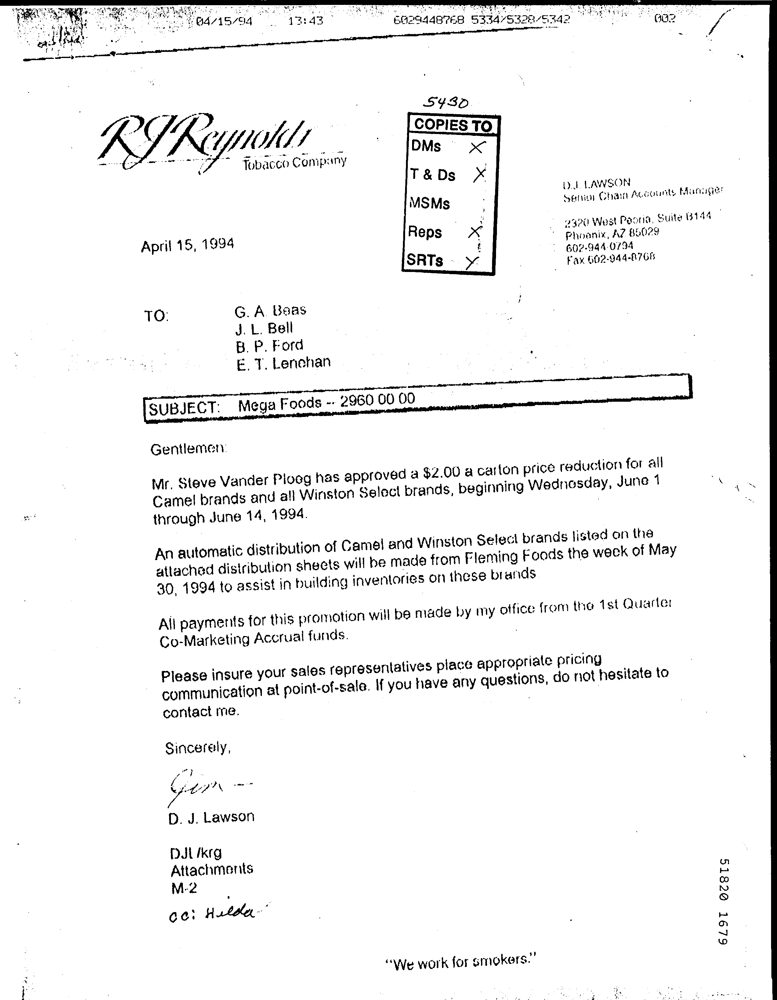 04/15/94 13:43 6029448768 5334/5328/5342 002
5430
RJReynolds
Tobacco Company
COPIES TO
DMs X
T & Ds X
MSMs
Reps X
SRTs X
D.J. LAWSON
Senior Chain Accounts Manager
2320 West Peoria, Suite B144
Phoenix, AZ 85029
602-944-0794
Fax 602-944-8768
April 15, 1994
TO: G. A. Beas
J. L. Bell
B. P. Ford
E. T. Lenehan
SUBJECT: Mega Foods -- 2960 00 00
Gentlemen:
Mr. Steve Vander Ploeg has approved a $2.00 a carton price reduction for all
Camel brands and all Winston Select brands, beginning Wednesday, June 1
through June 14, 1994.
An automatic distribution of Camel and Winston Select brands listed on the
attached distribution sheets will be made from Fleming Foods the week of May
30, 1994 to assist in building inventories on these brands
All payments for this promotion will be made by my office from the 1st Quarter
Co-Marketing Accrual funds.
Please insure your sales representatives place appropriate pricing
communication at point-of-sale. If you have any questions, do not hesitate to
contact me.
Sincerely,
Jim --
D. J. Lawson
DJL/krg
Attachments
M-2
cc: Hilda
51820 1679
"We work for smokers."